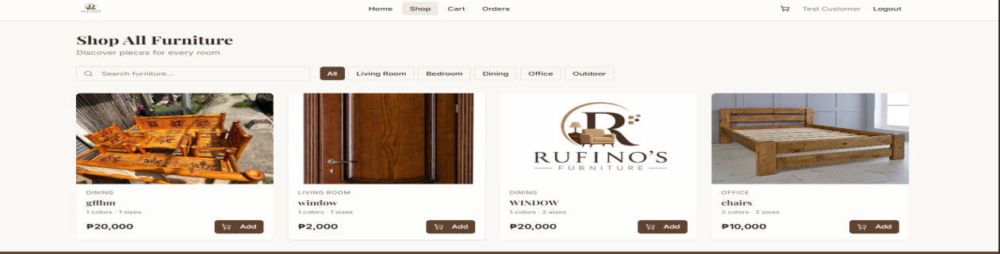 RUFINO'S
Home
Shop
Cart
Orders
Test Customer
Logout
Shop All Furniture
Discover pieces for every room
Search furniture...
All
Living Room
Bedroom
Dining
Office
Outdoor
R
RUFINO'S
FURNITURE
DINING
gffhm
1 colors · 1 sizes
₱20,000
Add
LIVING ROOM
window
1 colors · 1 sizes
₱2,000
Add
DINING
WINDOW
1 colors · 2 sizes
₱20,000
Add
OFFICE
chairs
2 colors · 2 sizes
₱10,000
Add